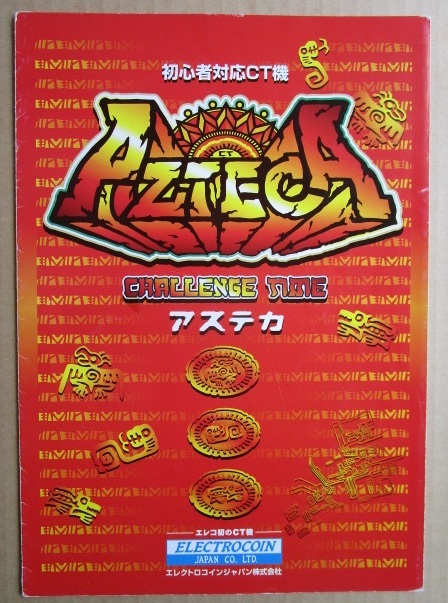 初心者対応CT機
CT
AZTECA
CHALLENGE TIME
アステカ
エレコ初のCT機
ELECTROCOIN
JAPAN CO. LTD.
エレクトロコインジャパン株式会社